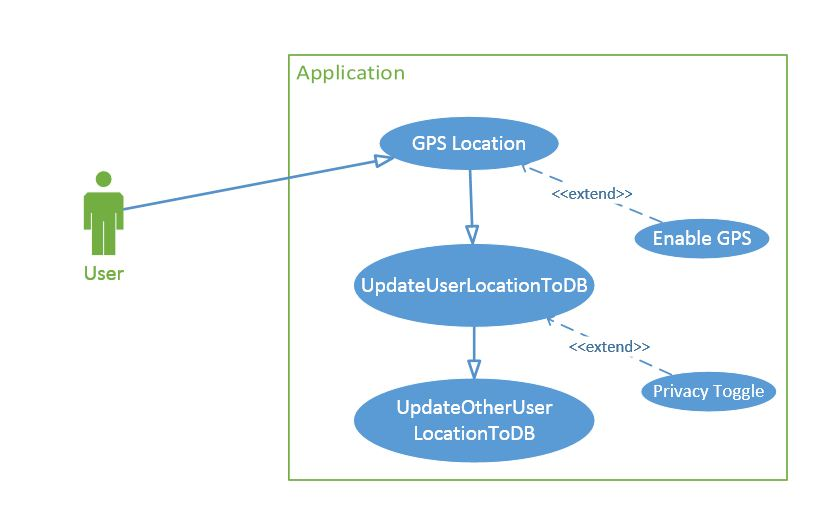 Application
GPS Location
<<extend>>
Enable GPS
User
UpdateUserLocationToDB
<<extend>>
Privacy Toggle
UpdateOtherUser
LocationToDB